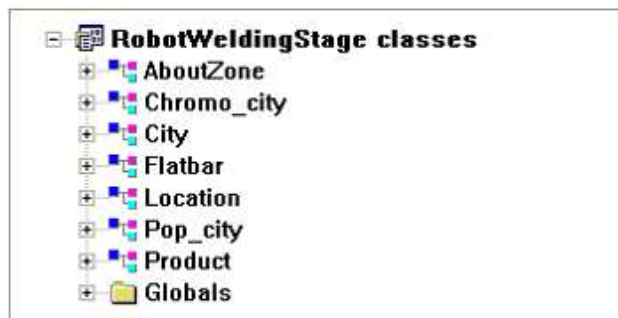 RobotWeldingStage classes
AboutZone
Chromo_city
City
Flatbar
Location
Pop_city
Product
Globals